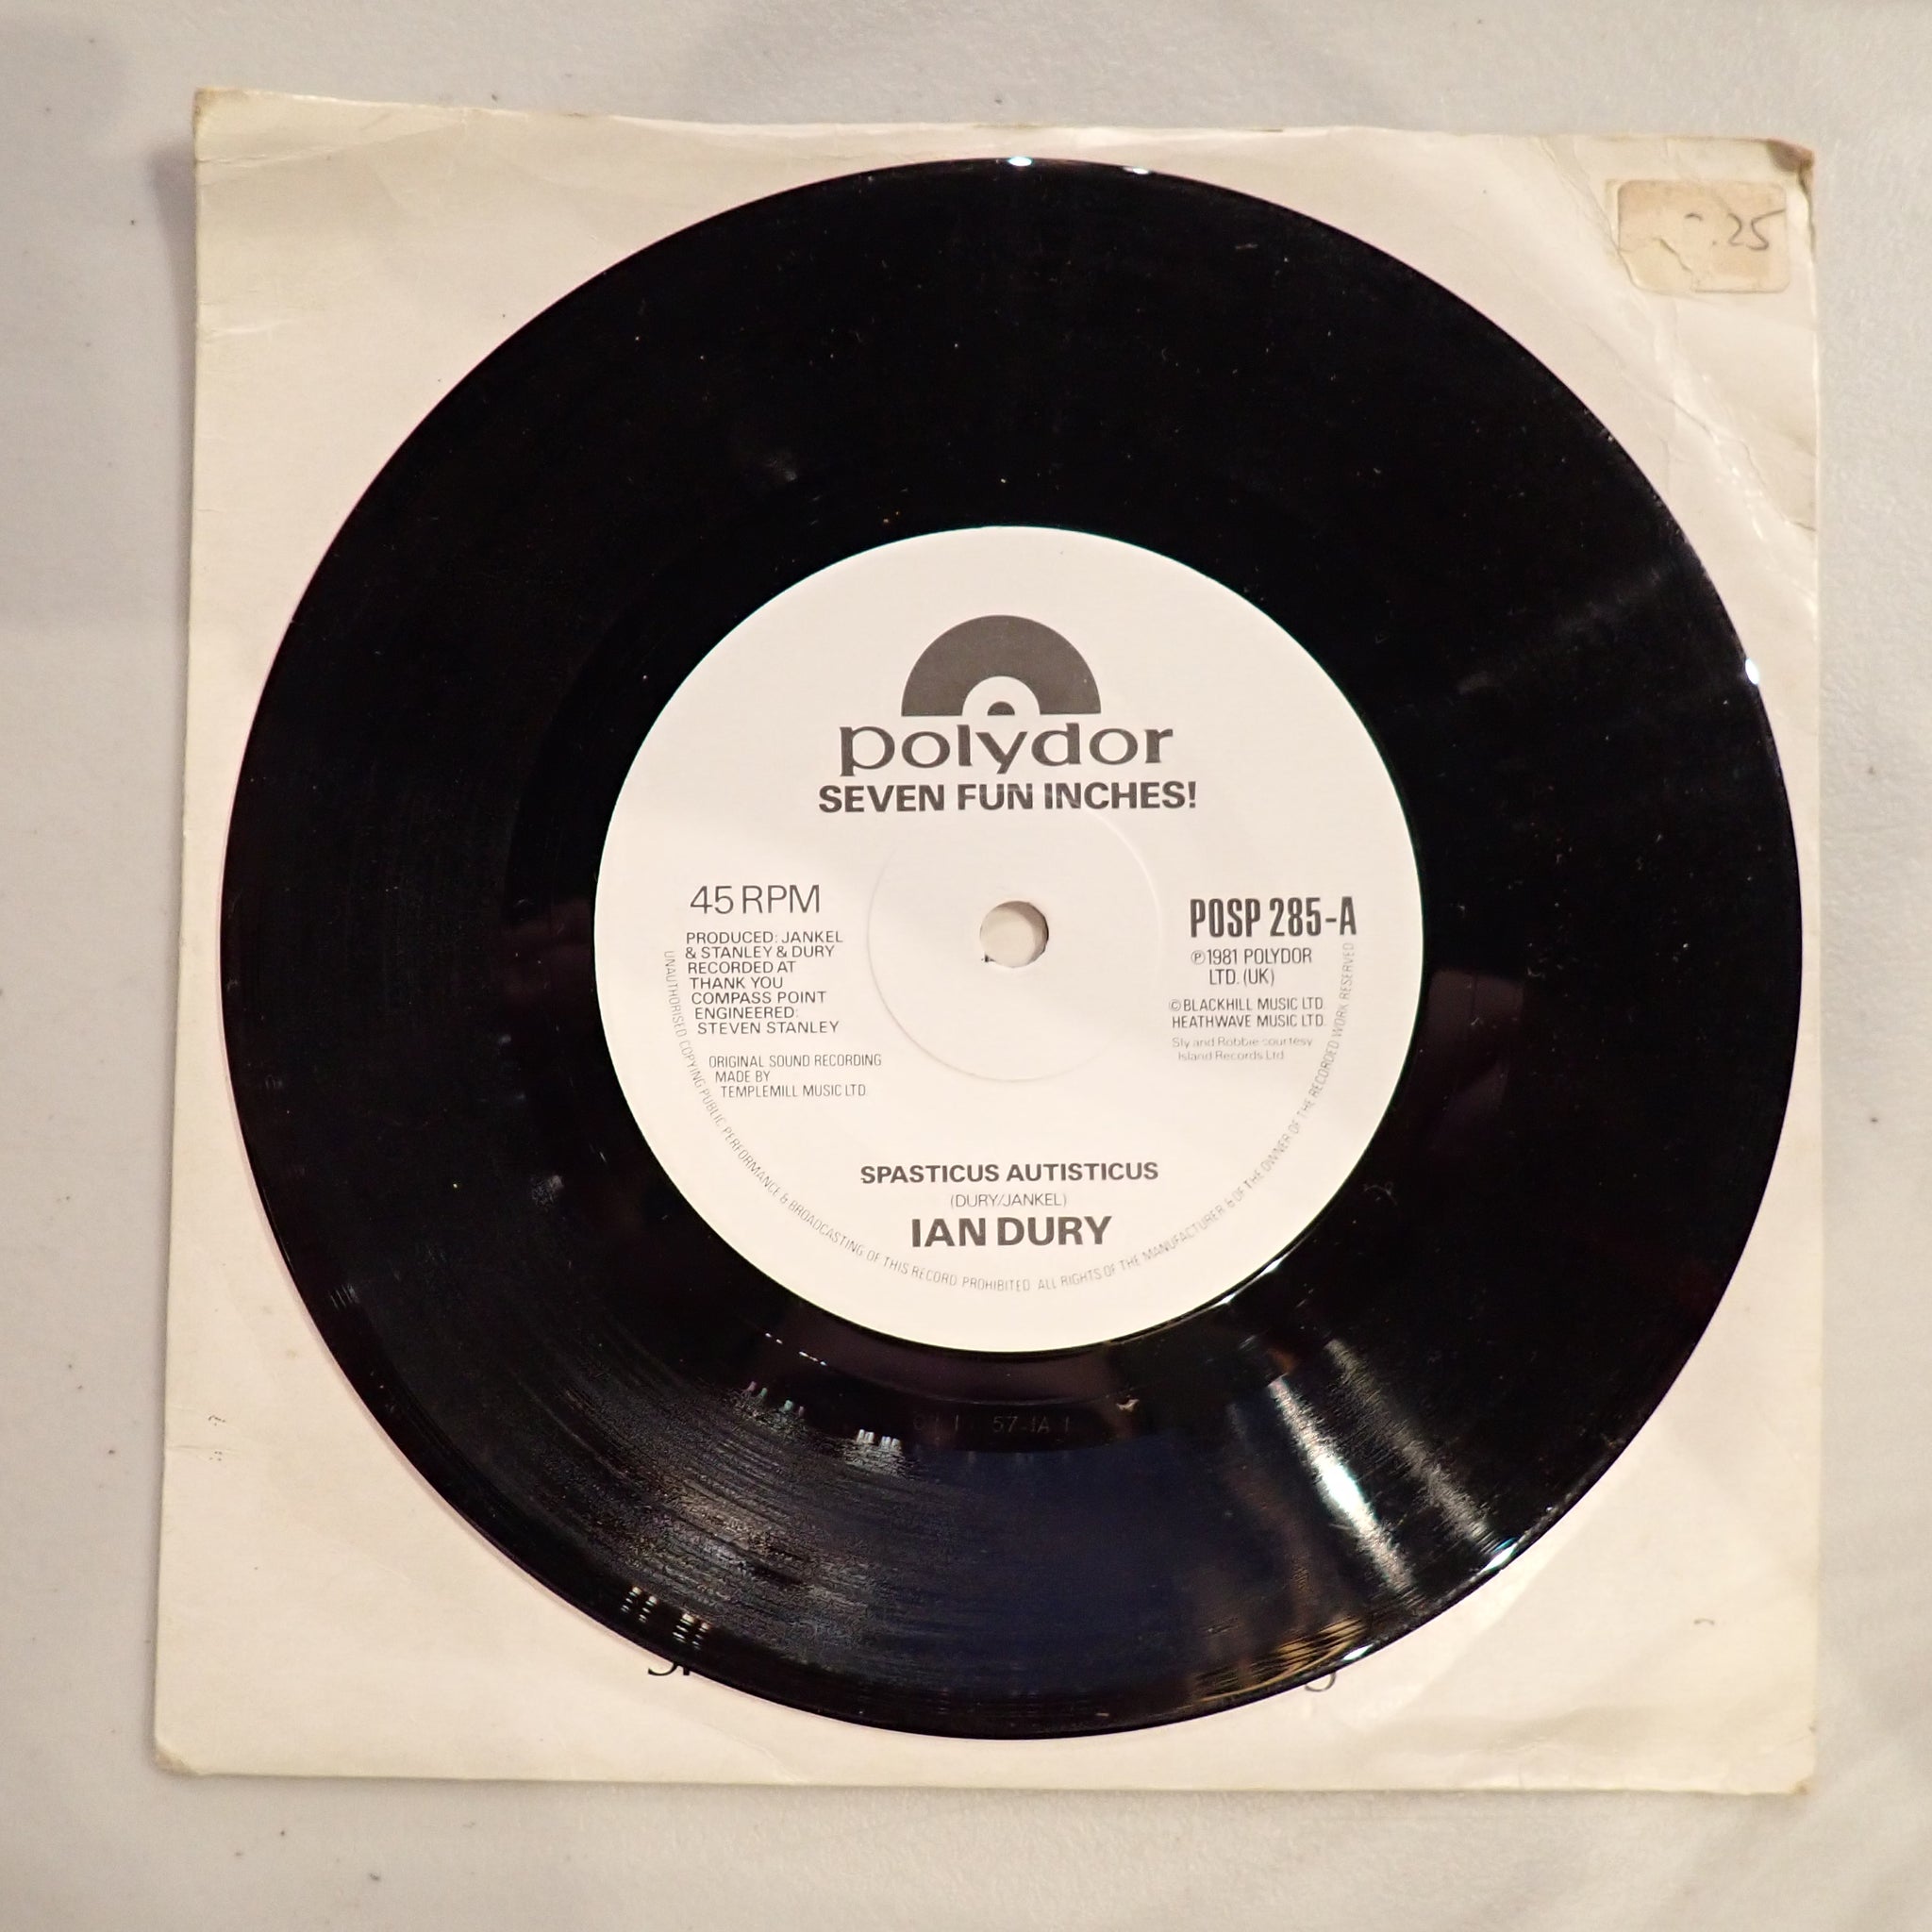 .25
polydor
SEVEN FUN INCHES!
45 RPM
PRODUCED: JANKEL
& STANLEY & DURY
RECORDED AT
THANK YOU
COMPASS POINT
ENGINEERED:
STEVEN STANLEY
ORIGINAL SOUND RECORDING
MADE BY
TEMPLEMILL MUSIC LTD.
POSP 285-A
℗1981 POLYDOR
LTD. (UK)
©BLACKHILL MUSIC LTD.
HEATHWAVE MUSIC LTD.
Sly and Robbie courtesy
Island Records Ltd.
SPASTICUS AUTISTICUS
(DURY/JANKEL)
IAN DURY
UNAUTHORISED COPYING PUBLIC PERFORMANCE & BROADCASTING OF THIS RECORD PROHIBITED. ALL RIGHTS OF THE MANUFACTURER & OF THE OWNER OF THE RECORDED WORK RESERVED